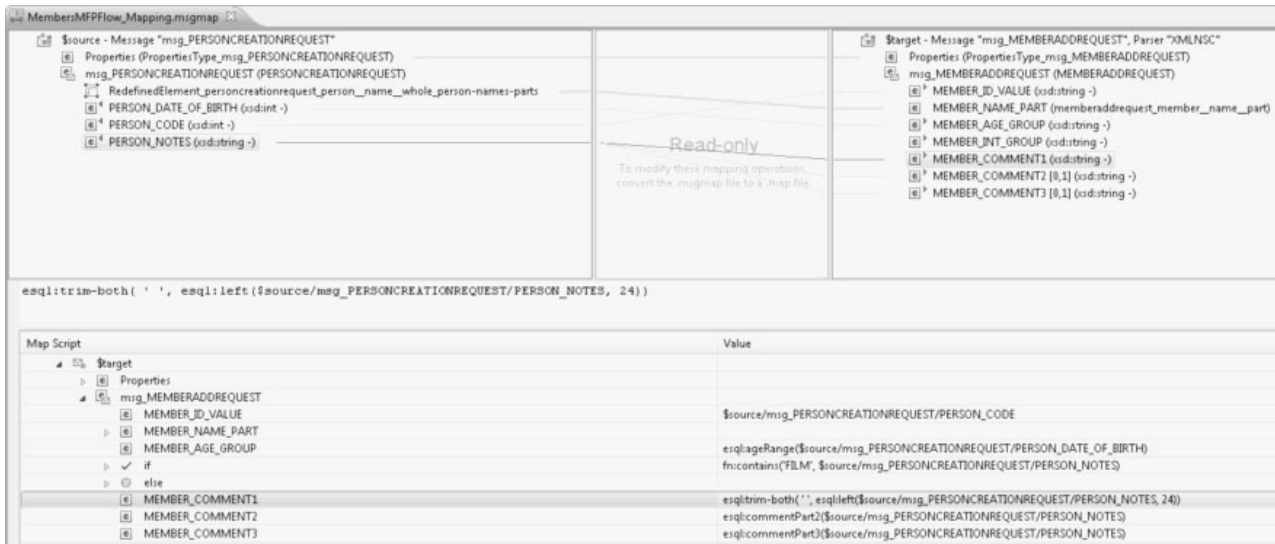 MembersMFPFlow_Mapping.msgmap
$source - Message "msg_PERSONCREATIONREQUEST"
Properties (PropertiesType_msg_PERSONCREATIONREQUEST)
msg_PERSONCREATIONREQUEST (PERSONCREATIONREQUEST)
RedefinedElement_personcreationrequest_person__name__whole_person-names-parts
PERSON_DATE_OF_BIRTH (xsd:int -)
PERSON_CODE (xsd:int -)
PERSON_NOTES (xsd:string -)
Read-only
To modify these mapping operations,
convert the .msgmap file to a .map file.
$target - Message "msg_MEMBERADDREQUEST", Parser "XMLNSC"
Properties (PropertiesType_msg_MEMBERADDREQUEST)
msg_MEMBERADDREQUEST (MEMBERADDREQUEST)
MEMBER_ID_VALUE (xsd:string -)
MEMBER_NAME_PART (memberaddrequest_member__name__part)
MEMBER_AGE_GROUP (xsd:string -)
MEMBER_INT_GROUP (xsd:string -)
MEMBER_COMMENT1 (xsd:string -)
MEMBER_COMMENT2 [0,1] (xsd:string -)
MEMBER_COMMENT3 [0,1] (xsd:string -)
esql:trim-both( ' ', esql:left($source/msg_PERSONCREATIONREQUEST/PERSON_NOTES, 24))
Map Script Value
$target
Properties
msg_MEMBERADDREQUEST
MEMBER_ID_VALUE $source/msg_PERSONCREATIONREQUEST/PERSON_CODE
MEMBER_NAME_PART
MEMBER_AGE_GROUP esql:ageRange($source/msg_PERSONCREATIONREQUEST/PERSON_DATE_OF_BIRTH)
if fn:contains('FILM', $source/msg_PERSONCREATIONREQUEST/PERSON_NOTES)
else
MEMBER_COMMENT1 esql:trim-both( ' ', esql:left($source/msg_PERSONCREATIONREQUEST/PERSON_NOTES, 24))
MEMBER_COMMENT2 esql:commentPart2($source/msg_PERSONCREATIONREQUEST/PERSON_NOTES)
MEMBER_COMMENT3 esql:commentPart3($source/msg_PERSONCREATIONREQUEST/PERSON_NOTES)